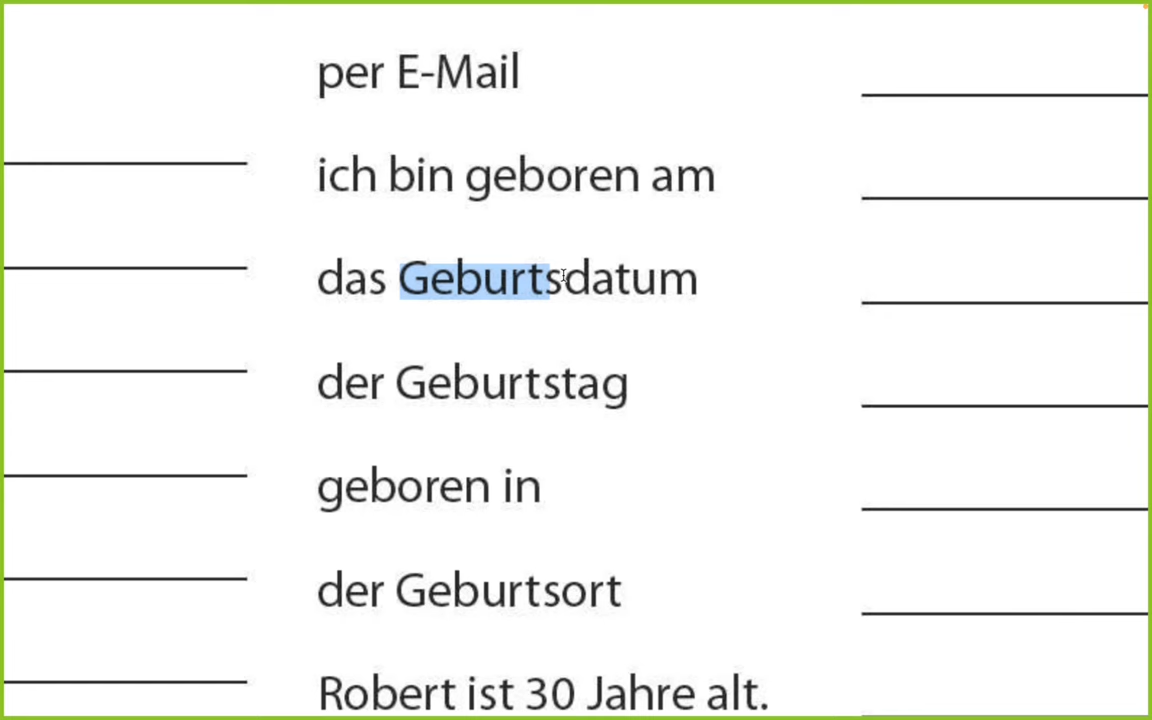 per E-Mail
ich bin geboren am
das Geburtsdatum
der Geburtstag
geboren in
der Geburtsort
Robert ist 30 Jahre alt.